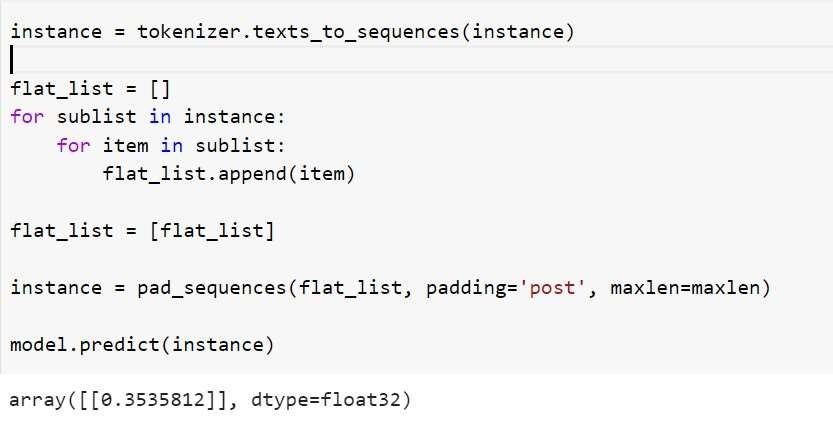 instance = tokenizer.texts_to_sequences(instance)
flat_list = []
for sublist in instance:
    for item in sublist:
        flat_list.append(item)
flat_list = [flat_list]
instance = pad_sequences(flat_list, padding='post', maxlen=maxlen)
model.predict(instance)
array([[0.3535812]], dtype=float32)